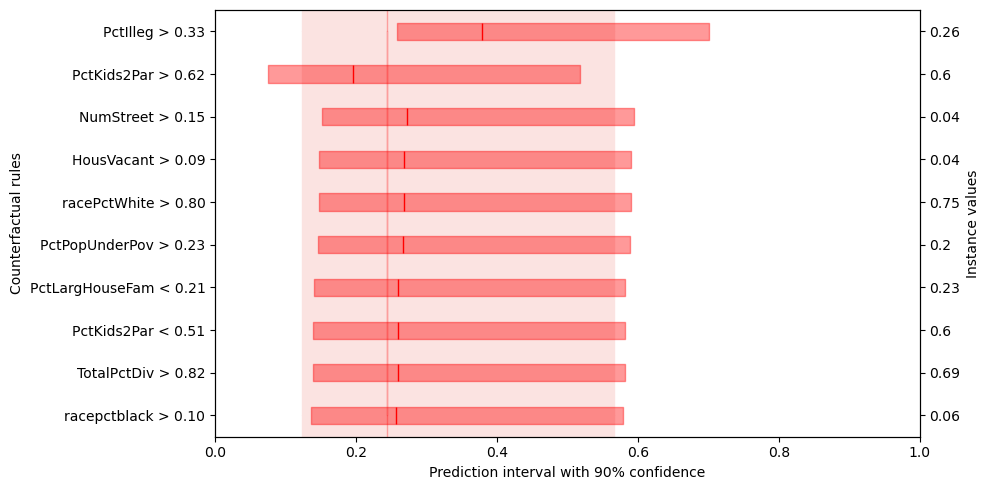 PctIlleg > 0.33
0.26
PctKids2Par > 0.62
0.6
NumStreet > 0.15
0.04
HousVacant > 0.09
0.04
racePctWhite > 0.80
0.75
PctPopUnderPov > 0.23
0.2
PctLargHouseFam < 0.21
0.23
PctKids2Par < 0.51
0.6
TotalPctDiv > 0.82
0.69
racepctblack > 0.10
0.06
Counterfactual rules
Instance values
0.0 0.2 0.4 0.6 0.8 1.0
Prediction interval with 90% confidence